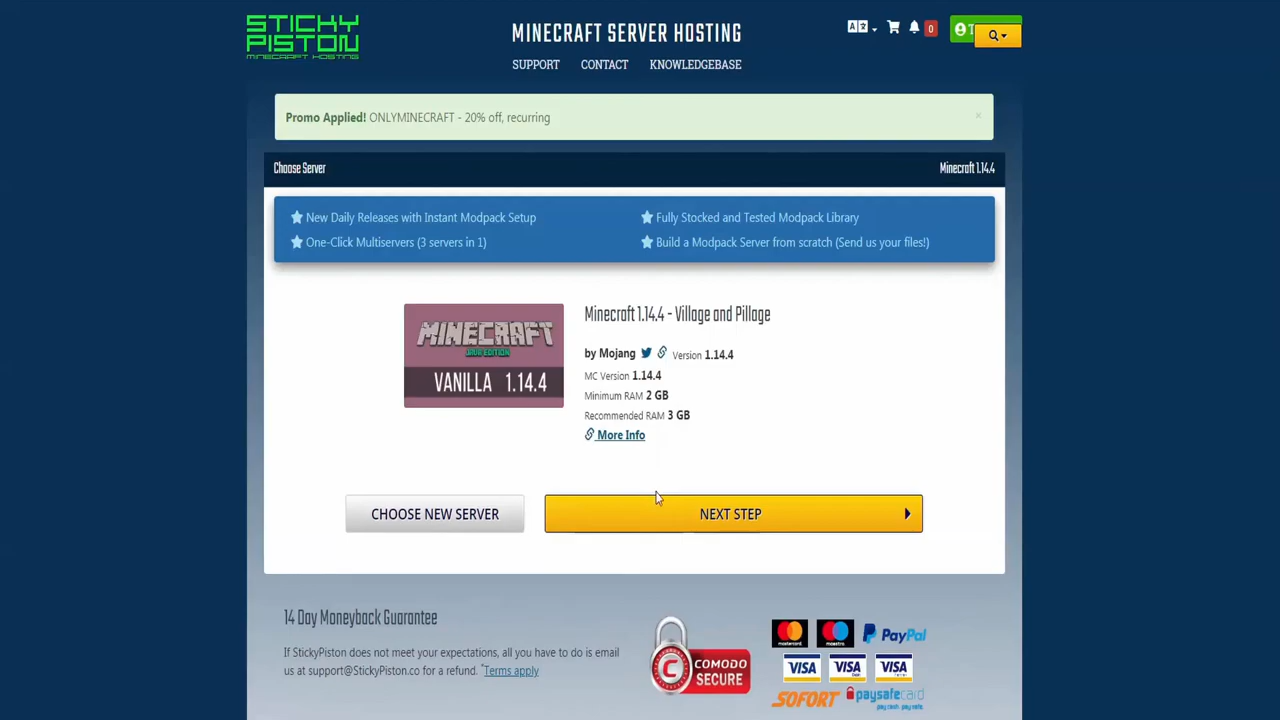 STICKY
PISTON
MINECRAFT HOSTING
MINECRAFT SERVER HOSTING
0
SUPPORT CONTACT KNOWLEDGEBASE
Promo Applied! ONLYMINECRAFT - 20% off, recurring ×
Choose Server Minecraft 1.14.4
New Daily Releases with Instant Modpack Setup Fully Stocked and Tested Modpack Library
One-Click Multiservers (3 servers in 1) Build a Modpack Server from scratch (Send us your files!)
MINECRAFT
JAVA EDITION
VANILLA 1.14.4
Minecraft 1.14.4 - Village and Pillage
by Mojang Version 1.14.4
MC Version 1.14.4
Minimum RAM 2 GB
Recommended RAM 3 GB
More Info
CHOOSE NEW SERVER NEXT STEP
14 Day Moneyback Guarantee
If StickyPiston does not meet your expectations, all you have to do is email
us at support@StickyPiston.co for a refund. *Terms apply
COMODO
SECURE
mastercard maestro PayPal
VISA VISA VISA
SOFORT paysafecard
pay cash. pay safe.